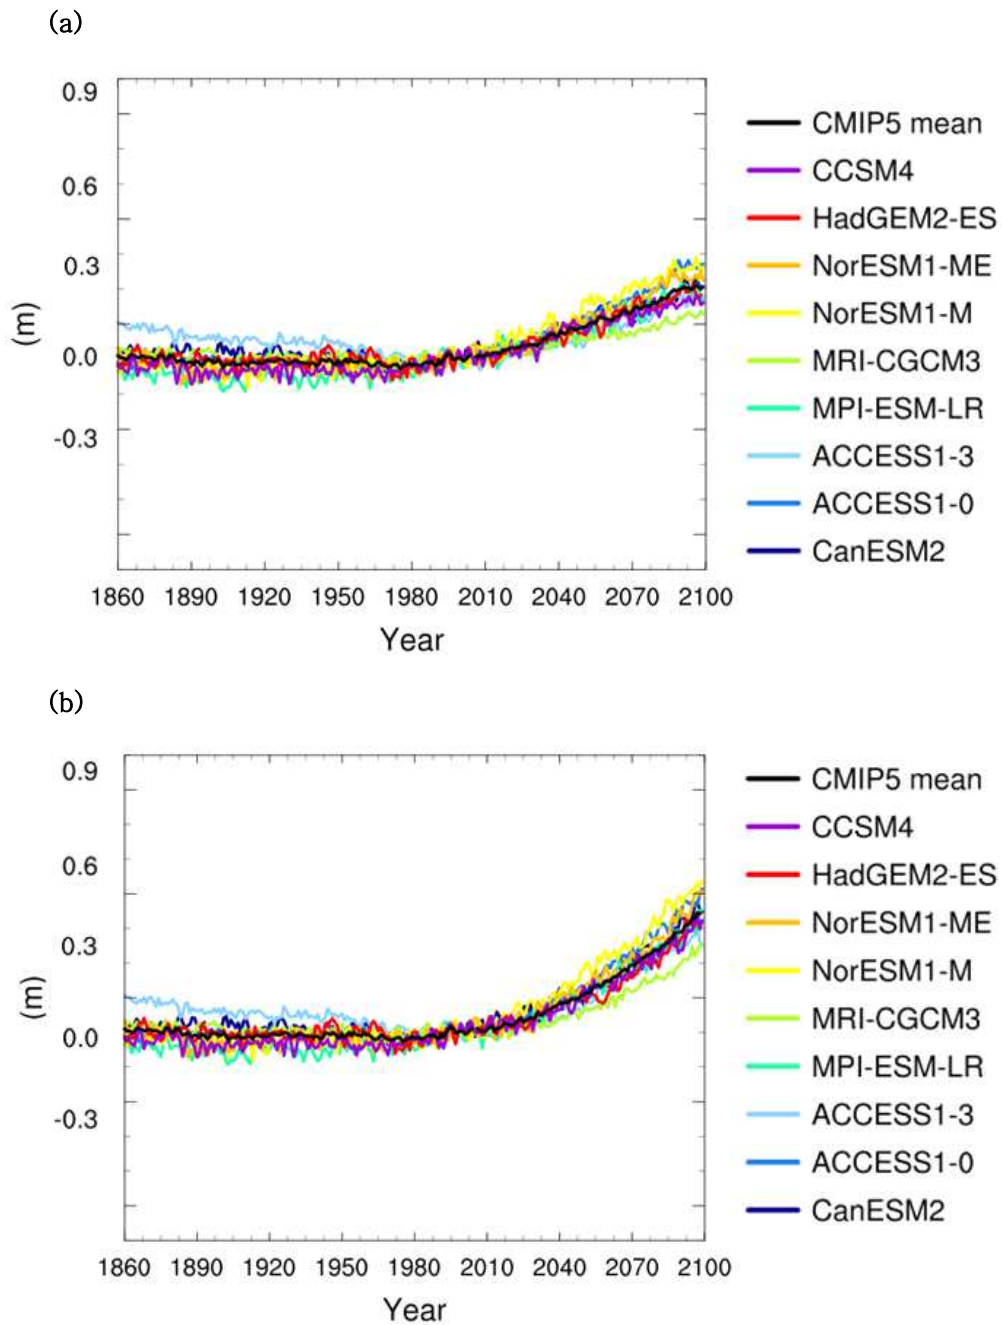 (a)
0.9
0.6
0.3
0.0
-0.3
(m)
1860 1890 1920 1950 1980 2010 2040 2070 2100
Year
CMIP5 mean
CCSM4
HadGEM2-ES
NorESM1-ME
NorESM1-M
MRI-CGCM3
MPI-ESM-LR
ACCESS1-3
ACCESS1-0
CanESM2
(b)
0.9
0.6
0.3
0.0
-0.3
(m)
1860 1890 1920 1950 1980 2010 2040 2070 2100
Year
CMIP5 mean
CCSM4
HadGEM2-ES
NorESM1-ME
NorESM1-M
MRI-CGCM3
MPI-ESM-LR
ACCESS1-3
ACCESS1-0
CanESM2